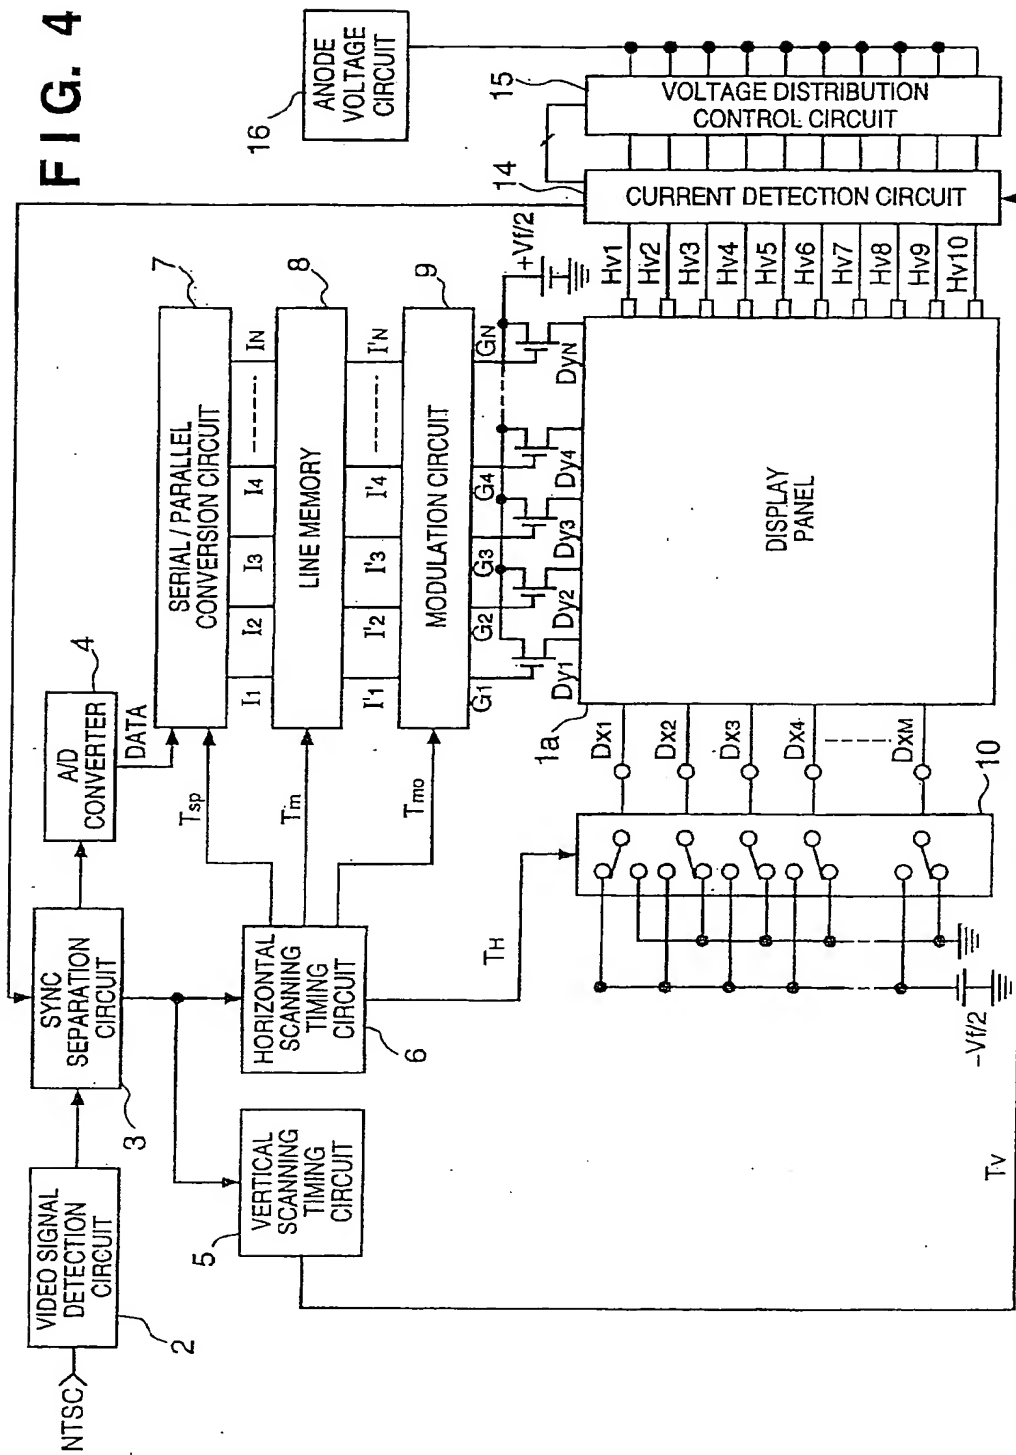 FIG. 4
NTSC
VIDEO SIGNAL
DETECTION
CIRCUIT
2
SYNC
SEPARATION
CIRCUIT
3
A/D
CONVERTER
4
DATA
VERTICAL
SCANNING
TIMING
CIRCUIT
5
HORIZONTAL
SCANNING
TIMING
CIRCUIT
6
Tsp
Tm
Tmo
TH
SERIAL/PARALLEL
CONVERSION CIRCUIT
7
I1 I2 I3 I4 IN
LINE MEMORY
8
I'1 I'2 I'3 I'4 I'N
MODULATION CIRCUIT
9
G1 G2 G3 G4 GN
+Vf/2
Dy1 Dy2 Dy3 Dy4 DyN
1a
DISPLAY
PANEL
Dx1
Dx2
Dx3
Dx4
DxM
10
-Vf/2
Tv
Hv1
Hv2
Hv3
Hv4
Hv5
Hv6
Hv7
Hv8
Hv9
Hv10
CURRENT DETECTION CIRCUIT
14
VOLTAGE DISTRIBUTION
CONTROL CIRCUIT
15
ANODE
VOLTAGE
CIRCUIT
16